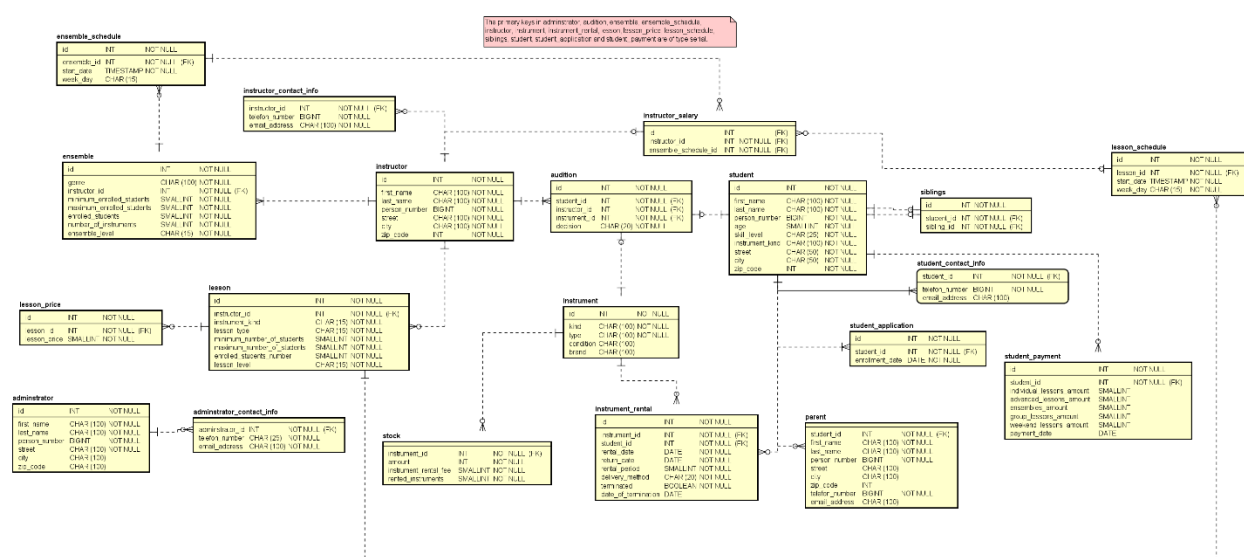 The primary keys in adminstrator, audition, ensemble, ensemble_schedule,
instructor, instrument, instrument_rental, lesson, lesson_price, lesson_schedule,
siblings, student, student_application and student_payment are of type serial.
ensemble_schedule
id INT NOT NULL
ensemble_id INT NOT NULL (FK)
start_date TIMESTAMP NOT NULL
week_day CHAR (15)
instructor_contact_info
instructor_id INT NOT NULL (FK)
telefon_number BIGINT NOT NULL
email_address CHAR (100) NOT NULL
instructor_salary
id INT (FK)
instructor_id INT NOT NULL (FK)
ensemble_schedule_id INT NOT NULL (FK)
lesson_schedule
id INT NOT NULL
lesson_id INT NOT NULL (FK)
start_date TIMESTAMP NOT NULL
week_day CHAR (15) NOT NULL
ensemble
id INT NOT NULL
genre CHAR (100) NOT NULL
instructor_id INT NOT NULL (FK)
minimum_enrolled_students SMALLINT NOT NULL
maximum_enrolled_students SMALLINT NOT NULL
enrolled_students SMALLINT NOT NULL
number_of_instruments SMALLINT NOT NULL
ensemble_level CHAR (15) NOT NULL
instructor
id INT NOT NULL
first_name CHAR (100) NOT NULL
last_name CHAR (100) NOT NULL
person_number BIGINT NOT NULL
street CHAR (100) NOT NULL
city CHAR (100) NOT NULL
zip_code INT NOT NULL
audition
id INT NOT NULL
student_id INT NOT NULL (FK)
instructor_id INT NOT NULL (FK)
instrument_id INT NOT NULL (FK)
decision CHAR (20) NOT NULL
student
id INT NOT NULL
first_name CHAR (100) NOT NULL
last_name CHAR (100) NOT NULL
person_number NOT NULL
age SMALLINT NOT NULL
skill_level CHAR (25) NOT NULL
instrument_kind CHAR (100) NOT NULL
street CHAR (50) NOT NULL
city CHAR (50) NOT NULL
zip_code INT NOT NULL
siblings
id INT NOT NULL
student_id INT NOT NULL (FK)
sibling_id INT NOT NULL (FK)
student_contact_info
student_id INT NOT NULL (FK)
telefon_number BIGINT NOT NULL
email_address CHAR (100)
lesson_price
id INT NOT NULL
lesson_id INT NOT NULL (FK)
lesson_price SMALLINT NOT NULL
lesson
id INT NOT NULL
instructor_id INT NOT NULL (FK)
instrument_kind CHAR (15) NOT NULL
lesson_type CHAR (15) NOT NULL
minimum_number_of_students SMALLINT NOT NULL
maximum_number_of_students SMALLINT NOT NULL
enrolled_students_number SMALLINT NOT NULL
lesson_level CHAR (15) NOT NULL
instrument
id INT NOT NULL
kind CHAR (100) NOT NULL
type CHAR (100) NOT NULL
condition CHAR (100)
brand CHAR (100)
student_application
id INT NOT NULL
student_id INT NOT NULL (FK)
enrollment_date DATE NOT NULL
student_payment
id INT NOT NULL
student_id INT NOT NULL (FK)
individual_lessons_amount SMALLINT
advanced_lessons_amount SMALLINT
ensembles_amount SMALLINT
group_lessons_amount SMALLINT
weekend_lessons_amount SMALLINT
payment_date DATE
adminstrator
id INT NOT NULL
first_name CHAR (100) NOT NULL
last_name CHAR (100) NOT NULL
person_number BIGINT NOT NULL
street CHAR (100) NOT NULL
city CHAR (100)
zip_code CHAR (100)
adminstrator_contact_info
adminstrator_id INT NOT NULL (FK)
telefon_number CHAR (25) NOT NULL
email_address CHAR (100) NOT NULL
stock
instrument_id INT NOT NULL (FK)
amount INT NOT NULL
instrument_rental_fee SMALLINT NOT NULL
rented_instruments SMALLINT NOT NULL
instrument_rental
id INT NOT NULL
instrument_id INT NOT NULL (FK)
student_id INT NOT NULL (FK)
rental_date DATE NOT NULL
return_date DATE NOT NULL
rental_period SMALLINT NOT NULL
delivery_method CHAR (20) NOT NULL
terminated BOOLEAN NOT NULL
date_of_termination DATE
parent
student_id INT NOT NULL (FK)
first_name CHAR (100) NOT NULL
last_name CHAR (100) NOT NULL
person_number BIGINT NOT NULL
street CHAR (100)
city CHAR (100)
zip_code INT
telefon_number BIGINT NOT NULL
email_address CHAR (100)